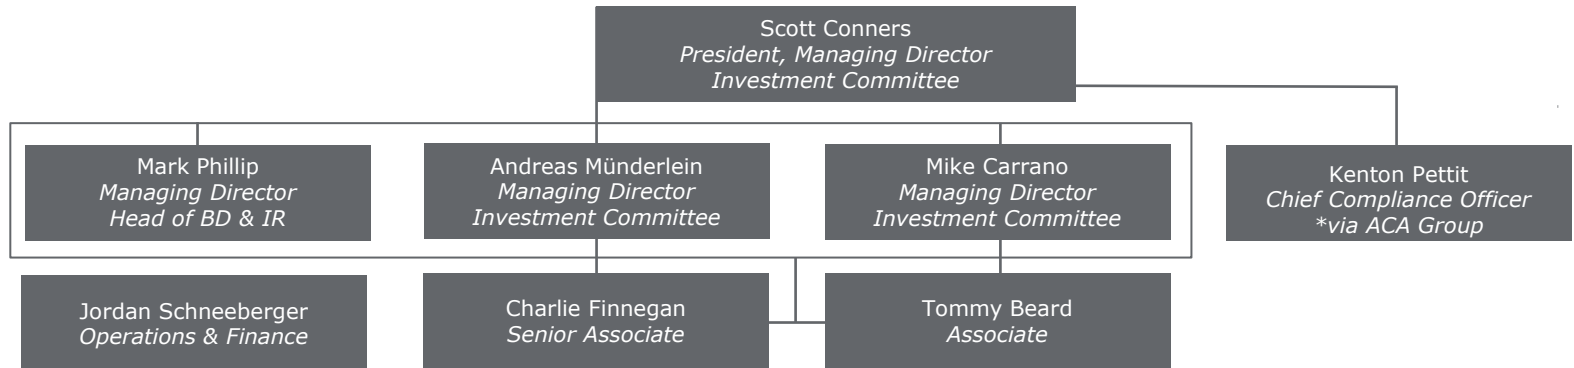 Scott Conners
President, Managing Director
Investment Committee
Mark Phillip
Managing Director
Head of BD & IR
Andreas Münderlein
Managing Director
Investment Committee
Mike Carrano
Managing Director
Investment Committee
Kenton Pettit
Chief Compliance Officer
*via ACA Group
Jordan Schneeberger
Operations & Finance
Charlie Finnegan
Senior Associate
Tommy Beard
Associate